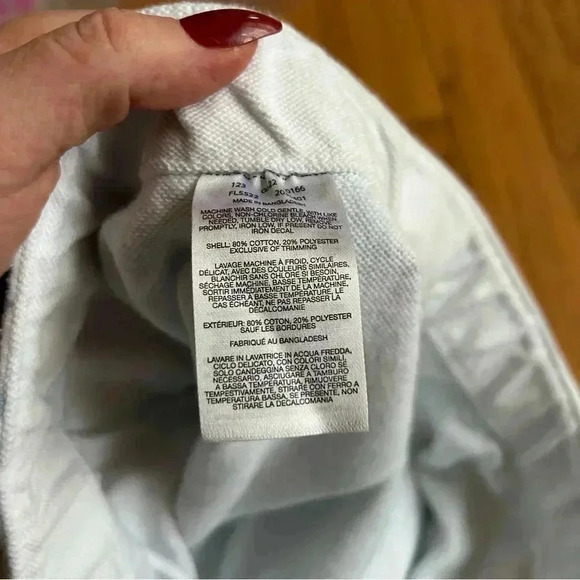 123
FL5522 200166
MADE IN BANGLADESH
MACHINE WASH COLD GENTLE WITH LIKE
COLORS, NON-CHLORINE BLEACH
NEEDED, TUMBLE DRY LOW, REMOVE
PROMPTLY, IRON LOW, IF PRESENT DO NOT
IRON DECAL
SHELL: 80% COTTON, 20% POLYESTER
EXCLUSIVE OF TRIMMING
LAVAGE MACHINE À FROID, CYCLE
DÉLICAT, AVEC DES COULEURS SIMILAIRES,
BLANCHIR SANS CHLORE SI BESOIN,
SÉCHAGE MACHINE, BASSE TEMPÉRATURE,
SORTIR IMMÉDIATEMENT DE LA MACHINE,
REPASSER À BASSE TEMPÉRATURE, LE
CAS ÉCHÉANT, NE PAS REPASSER LA
DÉCALCOMANIE
EXTÉRIEUR: 80% COTON, 20% POLYESTER
SAUF LES BORDURES
FABRIQUÉ AU BANGLADESH
LAVARE IN LAVATRICE IN ACQUA FREDDA,
CICLO DELICATO, CON COLORI SIMILI,
SOLO CANDEGGINA SENZA CLORO SE
NECESSARIO, ASCIUGARE A TAMBURO
A BASSA TEMPERATURA, RIMUOVERE
TEMPESTIVAMENTE, STIRARE CON FERRO A
TEMPERATURA BASSA, SE PRESENTE, NON
STIRARE LA DECALCOMANIA